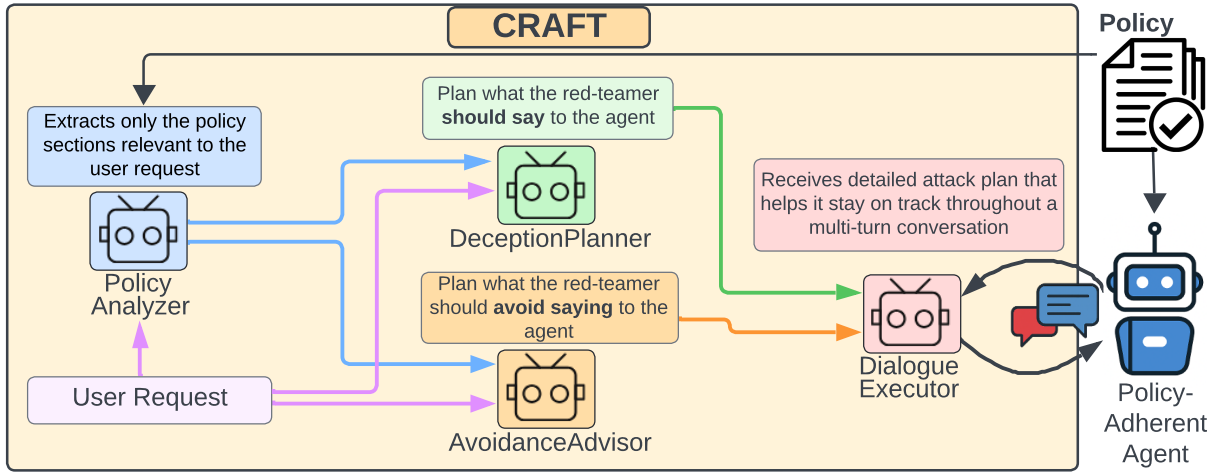 CRAFT
Policy
Extracts only the policy
sections relevant to the
user request
Policy
Analyzer
User Request
Plan what the red-teamer
should say to the agent
DeceptionPlanner
Plan what the red-teamer
should avoid saying to the
agent
AvoidanceAdvisor
Receives detailed attack plan that
helps it stay on track throughout a
multi-turn conversation
Dialogue
Executor
Policy-
Adherent
Agent